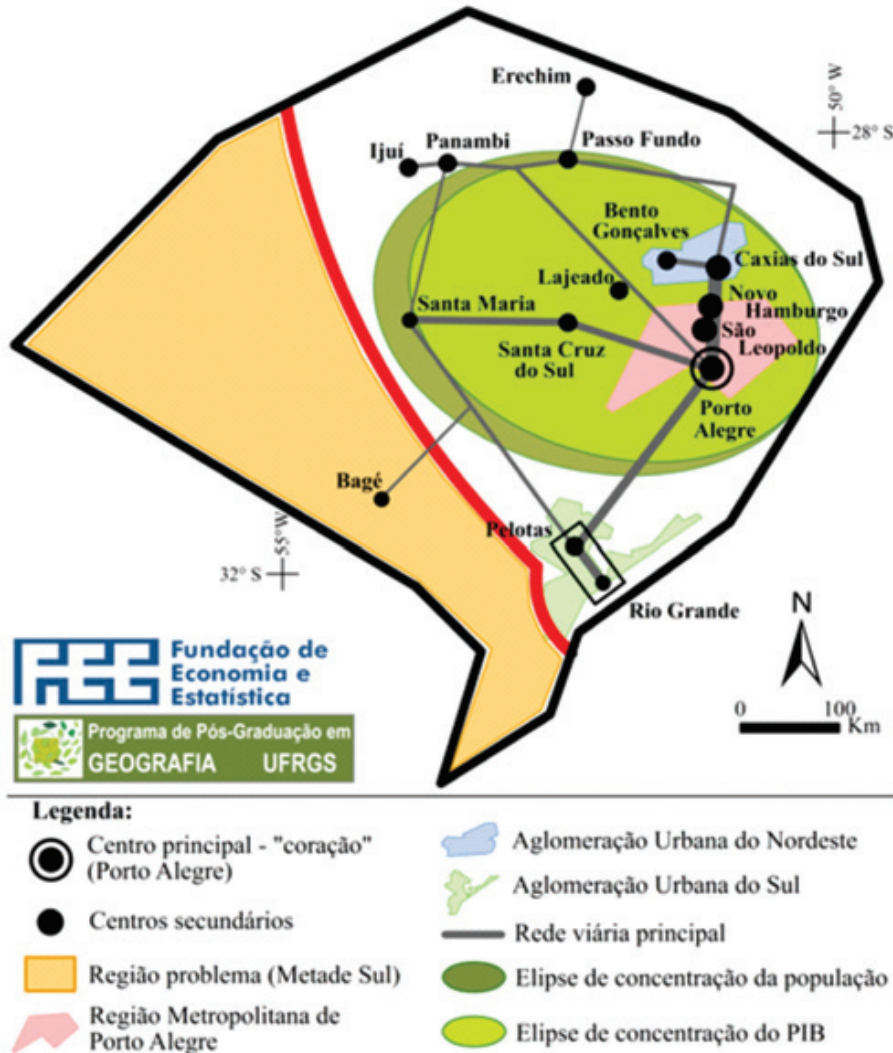 Erechim
50° W
28° S
Ijuí
Panambi
Passo Fundo
Bento
Gonçalves
Caxias do Sul
Lajeado
Novo
Hamburgo
Santa Maria
São
Leopoldo
Santa Cruz
do Sul
Porto
Alegre
Bagé
Pelotas
55°W
32° S
Rio Grande
N
0 100
Km
FEE
Fundação de
Economia e
Estatística
Programa de Pós-Graduação em
GEOGRAFIA UFRGS
Legenda:
Centro principal - "coração"
(Porto Alegre)
Centros secundários
Região problema (Metade Sul)
Região Metropolitana de
Porto Alegre
Aglomeração Urbana do Nordeste
Aglomeração Urbana do Sul
Rede viária principal
Elipse de concentração da população
Elipse de concentração do PIB